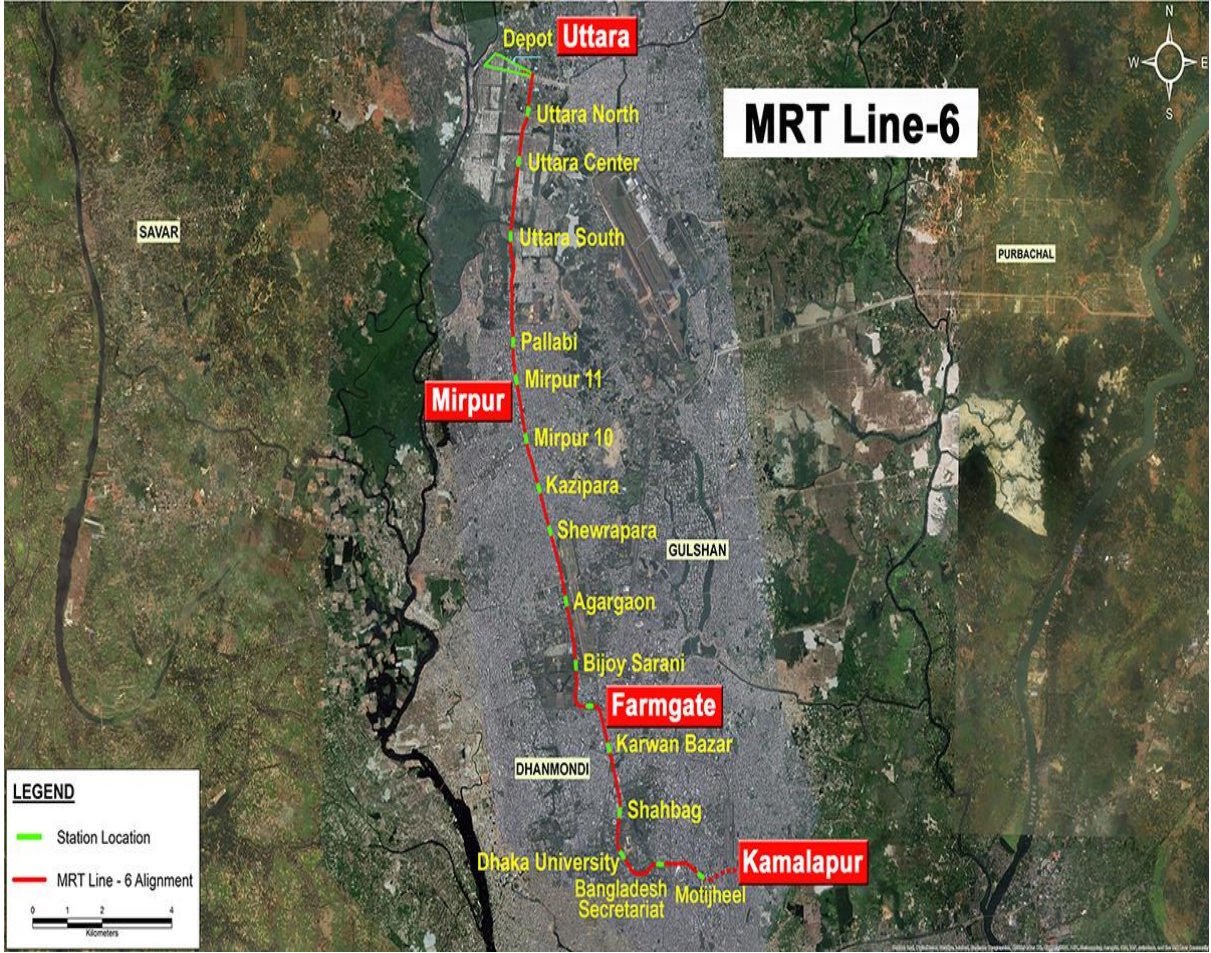 Depot Uttara
N
W E
S
MRT Line-6
Uttara North
Uttara Center
SAVAR
Uttara South
PURBACHAL
Pallabi
Mirpur 11
Mirpur
Mirpur 10
Kazipara
Shewrapara
GULSHAN
Agargaon
Bijoy Sarani
Farmgate
Karwan Bazar
DHANMONDI
LEGEND
Station Location
MRT Line - 6 Alignment
0 1 2 4
Kilometers
Shahbag
Dhaka University
Kamalapur
Bangladesh
Secretariat
Motijheel